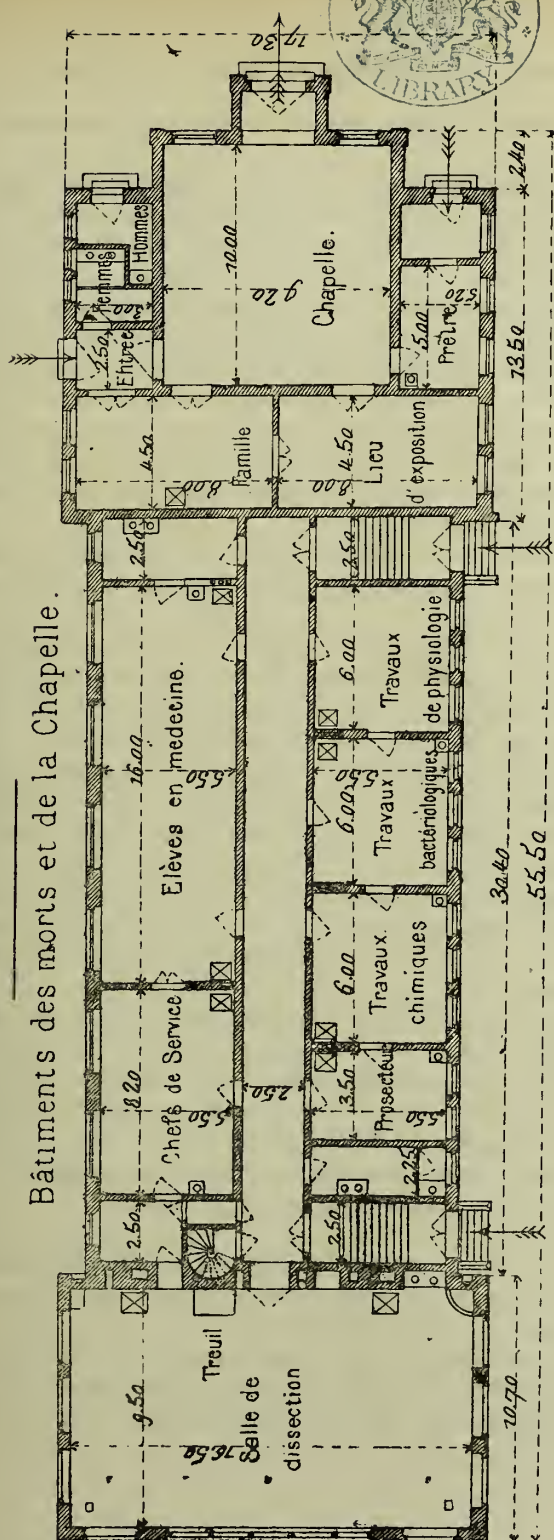 Bâtiments des morts et de la Chapelle.
LIBRARY
17.30
10.00
9.20
Chapelle.
Hommes
Femmes
3.00
2.50
Entrée
5.20
5.00
Prêtre
2.40
13.50
4.50
8.00
Famille
8.00
4.50
Lieu
d'exposition
2.50
2.50
16.00
5.50
Elèves en médecine.
6.00
Travaux
de physiologie
6.00
5.50
Travaux
bactériologiques
6.00
Travaux.
chimiques
8.20
5.50
Chefs de Service
2.50
3.50
Prosecteur
5.50
2.25
2.50
2.50
30.40
55.50
9.50
Treuil
16.50
Salle de
dissection
10.70